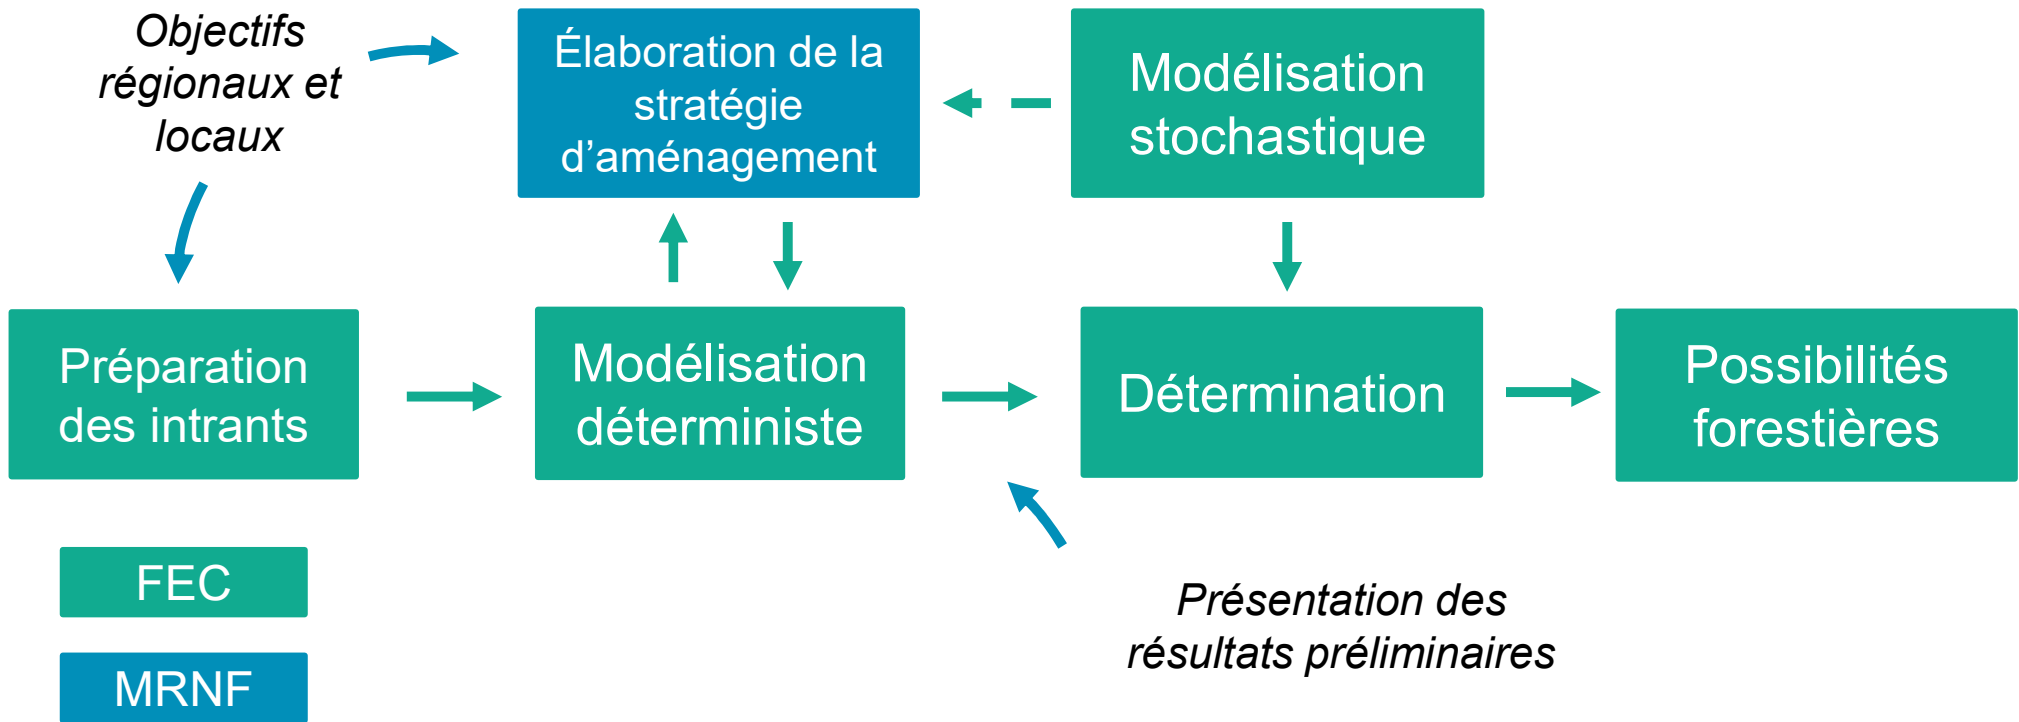 Objectifs
régionaux et
locaux
Élaboration de la
stratégie
d’aménagement
Modélisation
stochastique
Préparation
des intrants
Modélisation
déterministe
Détermination
Possibilités
forestières
FEC
MRNF
Présentation des
résultats préliminaires